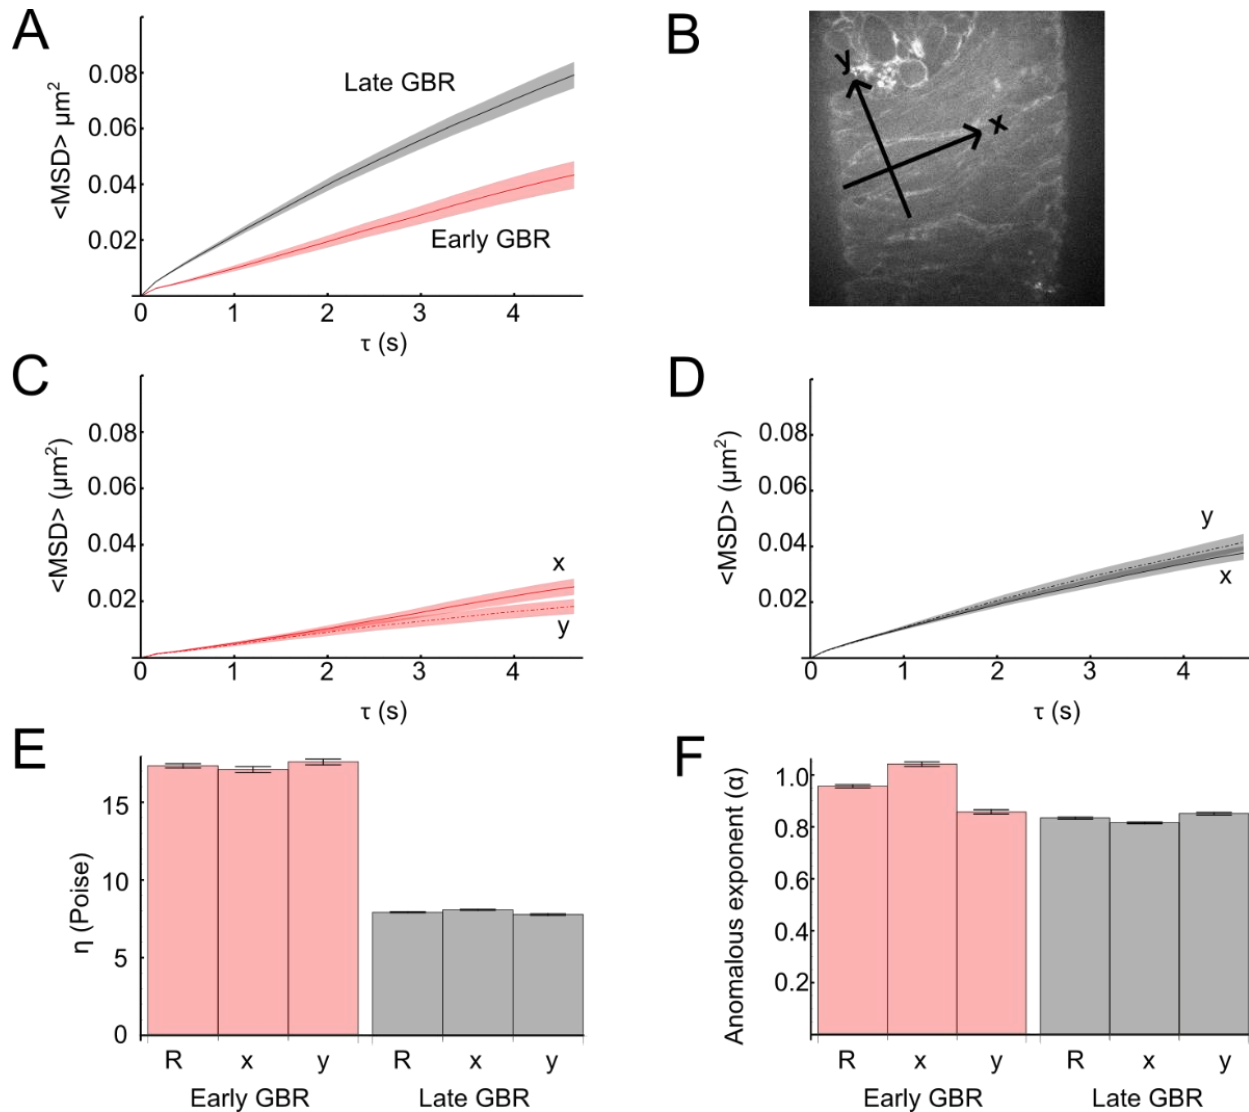 A
<MSD> μm²
0.08
0.06
0.04
0.02
Late GBR
Early GBR
0 1 2 3 4
τ (s)
B
y
x
C
<MSD> (μm²)
0.08
0.06
0.04
0.02
x
y
0 1 2 3 4
τ (s)
D
<MSD> (μm²)
0.08
0.06
0.04
0.02
y
x
0 1 2 3 4
τ (s)
E
η (Poise)
15
10
5
0
R x y R x y
Early GBR Late GBR
F
Anomalous exponent (α)
1.0
0.8
0.6
0.4
0.2
R x y R x y
Early GBR Late GBR